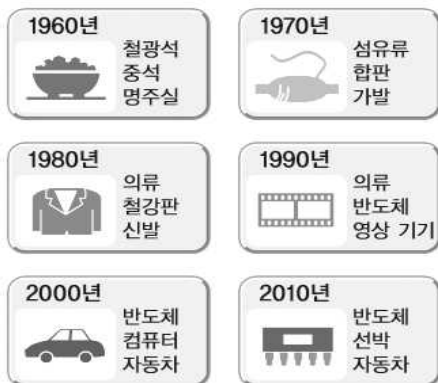 1960년
철광석
중석
명주실
1970년
섬유류
합판
가발
1980년
의류
철강판
신발
1990년
의류
반도체
영상 기기
2000년
반도체
컴퓨터
자동차
2010년
반도체
선박
자동차